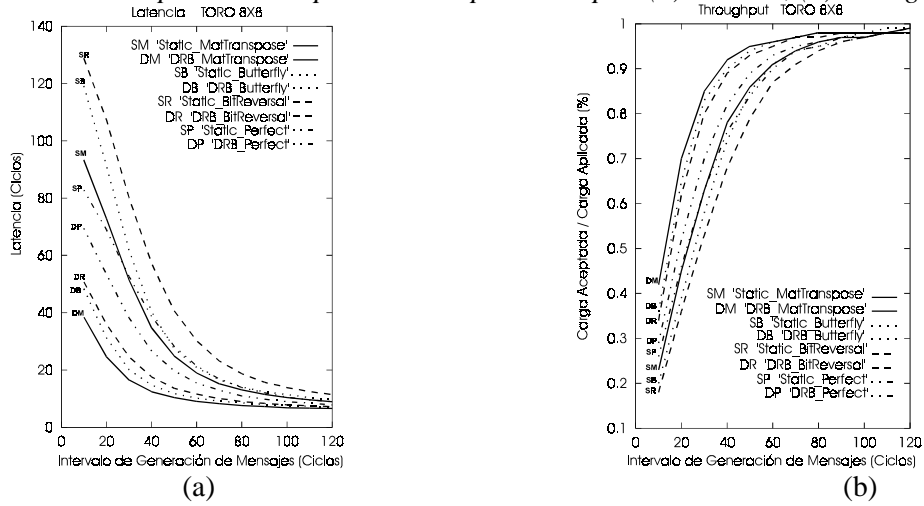 Latencia TORO 8X8
140
120
100
80
60
40
20
0
0 20 40 60 80 100 120
Latencia (Ciclos)
Intervalo de Generación de Mensajes (Ciclos)
SM 'Static_MatTranspose'
DM 'DRB_MatTranspose'
SB 'Static_Butterfly'
DB 'DRB_Butterfly'
SR 'Static_BitReversal'
DR 'DRB_BitReversal'
SP 'Static_Perfect'
DP 'DRB_Perfect'
SR
SB
SM
SP
DP
DR
DB
DM
(a)
Throughput TORO 8X8
1
0.9
0.8
0.7
0.6
0.5
0.4
0.3
0.2
0.1
0 20 40 60 80 100 120
Carga Aceptada / Carga Aplicada (%)
Intervalo de Generación de Mensajes (Ciclos)
DM
DB
DR
DP
SP
SM
SB
SR
SM 'Static_MatTranspose'
DM 'DRB_MatTranspose'
SB 'Static_Butterfly'
DB 'DRB_Butterfly'
SR 'Static_BitReversal'
DR 'DRB_BitReversal'
SP 'Static_Perfect'
DP 'DRB_Perfect'
(b)